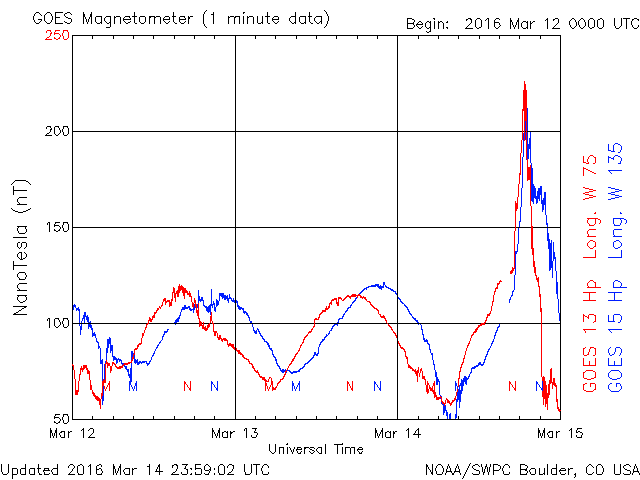 GOES Magnetometer (1 minute data)
Begin: 2016 Mar 12 0000 UTC
250
200
150
100
50
NanoTesla (nT)
GOES 13 Hp Long. W 75
GOES 15 Hp Long. W 135
M M N N M M N N M M N N
Mar 12 Mar 13 Mar 14 Mar 15
Universal Time
Updated 2016 Mar 14 23:59:02 UTC
NOAA/SWPC Boulder, CO USA